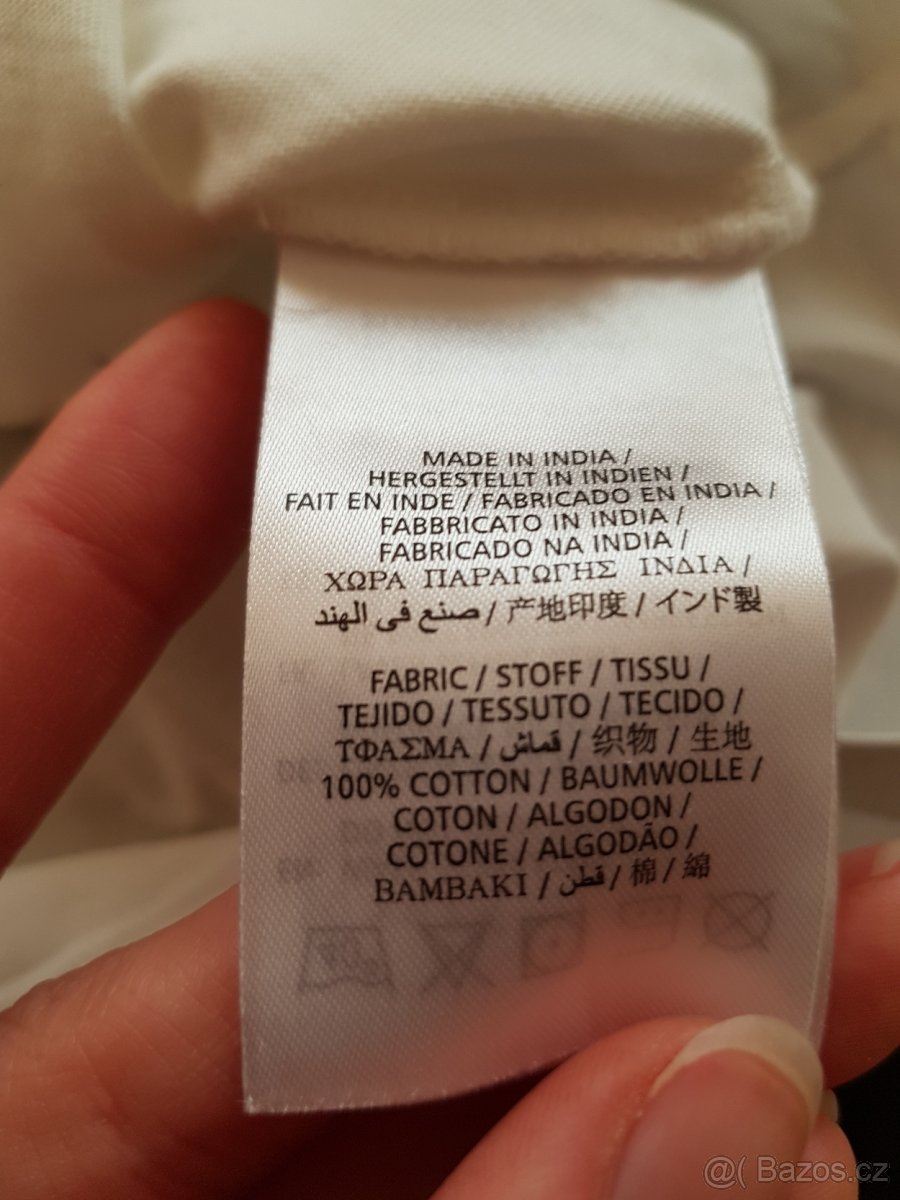 MADE IN INDIA /
HERGESTELLT IN INDIEN /
FAIT EN INDE / FABRICADO EN INDIA /
FABBRICATO IN INDIA /
FABRICADO NA INDIA /
ΧΩΡΑ ΠΑΡΑΓΩΓΗΣ ΙΝΔΙΑ /
صنع في الهند / 产地印度 / インド製
FABRIC / STOFF / TISSU /
TEJIDO / TESSUTO / TECIDO /
ΤΦΑΣΜΑ / قماش / 织物 / 生地
100% COTTON / BAUMWOLLE /
COTON / ALGODON /
COTONE / ALGODÃO /
BAMBAKI / قطن / 棉 / 綿
@( Bazos.cz